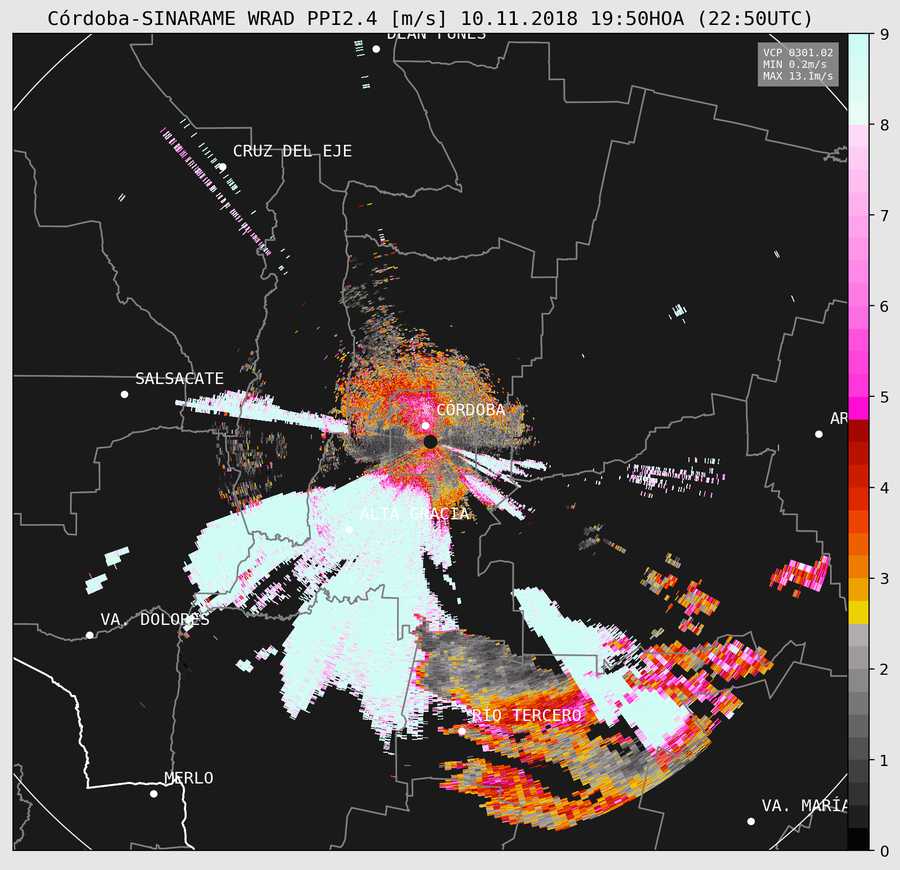 Córdoba-SINARAME WRAD PPI2.4 [m/s] 10.11.2018 19:50HOA (22:50UTC)
DEAN FUNES
VCP 0301.02
MIN 0.2m/s
MAX 13.1m/s
CRUZ DEL EJE
SALSACATE
CÓRDOBA
AR
ALTA GRACIA
VA. DOLORES
RÍO TERCERO
MERLO
VA. MARÍA
9
8
7
6
5
4
3
2
1
0